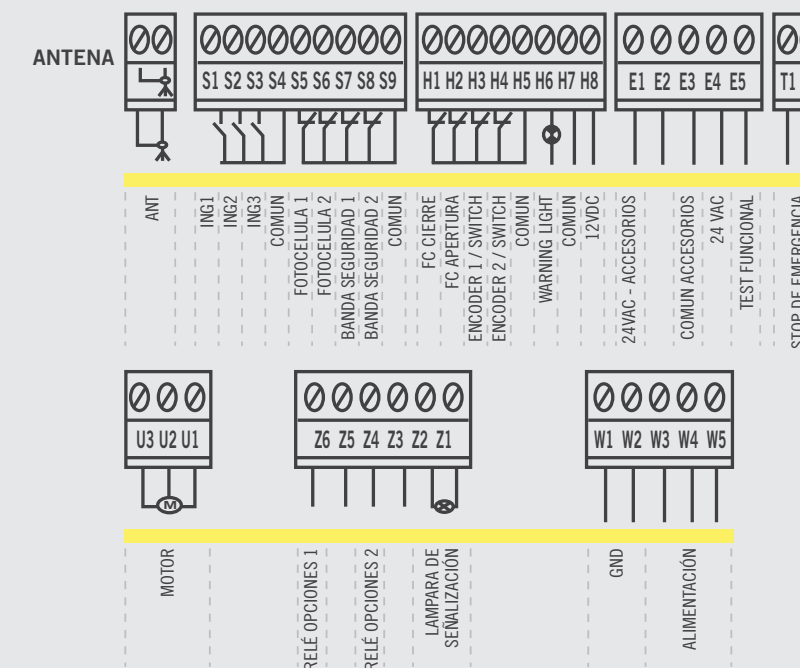 ANTENA
S1 S2 S3 S4 S5 S6 S7 S8 S9
H1 H2 H3 H4 H5 H6 H7 H8
E1 E2 E3 E4 E5
T1
ANT
ING1
ING2
ING3
COMUN
FOTOCELULA 1
FOTOCELULA 2
BANDA SEGURIDAD 1
BANDA SEGURIDAD 2
COMUN
FC CIERRE
FC APERTURA
ENCODER 1 / SWITCH
ENCODER 2 / SWITCH
COMUN
WARNING LIGHT
COMUN
12VDC
24VAC - ACCESORIOS
COMUN ACCESORIOS
24 VAC
TEST FUNCIONAL
STOP DE EMERGENCIA
U3 U2 U1
Z6 Z5 Z4 Z3 Z2 Z1
W1 W2 W3 W4 W5
M
MOTOR
RELÉ OPCIONES 1
RELÉ OPCIONES 2
LAMPARA DE
SEÑALIZACIÓN
GND
ALIMENTACIÓN